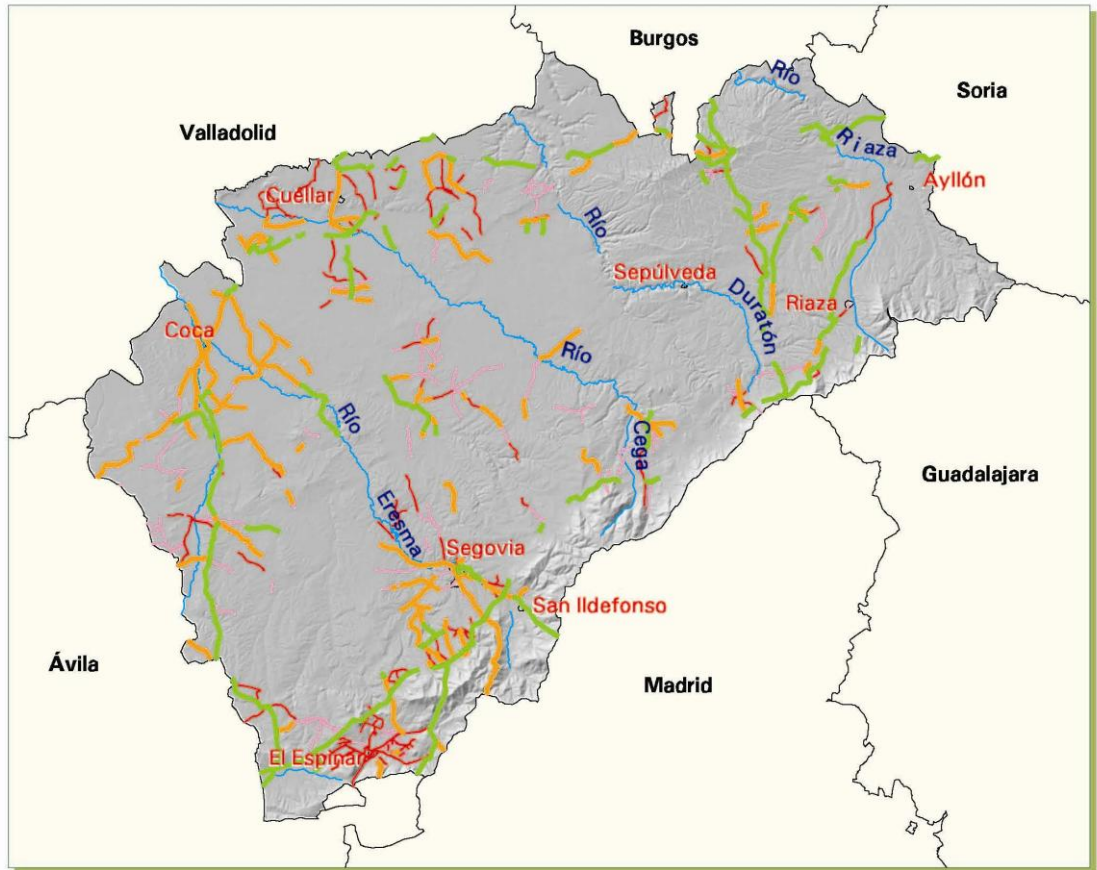 Burgos
Río
Soria
Valladolid
Riaza
Ayllón
Cuéllar
Río
Sepúlveda
Duratón
Riaza
Coca
Río
Río
Cega
Guadalajara
Eresma
Segovia
San Ildefonso
Ávila
Madrid
El Espinar